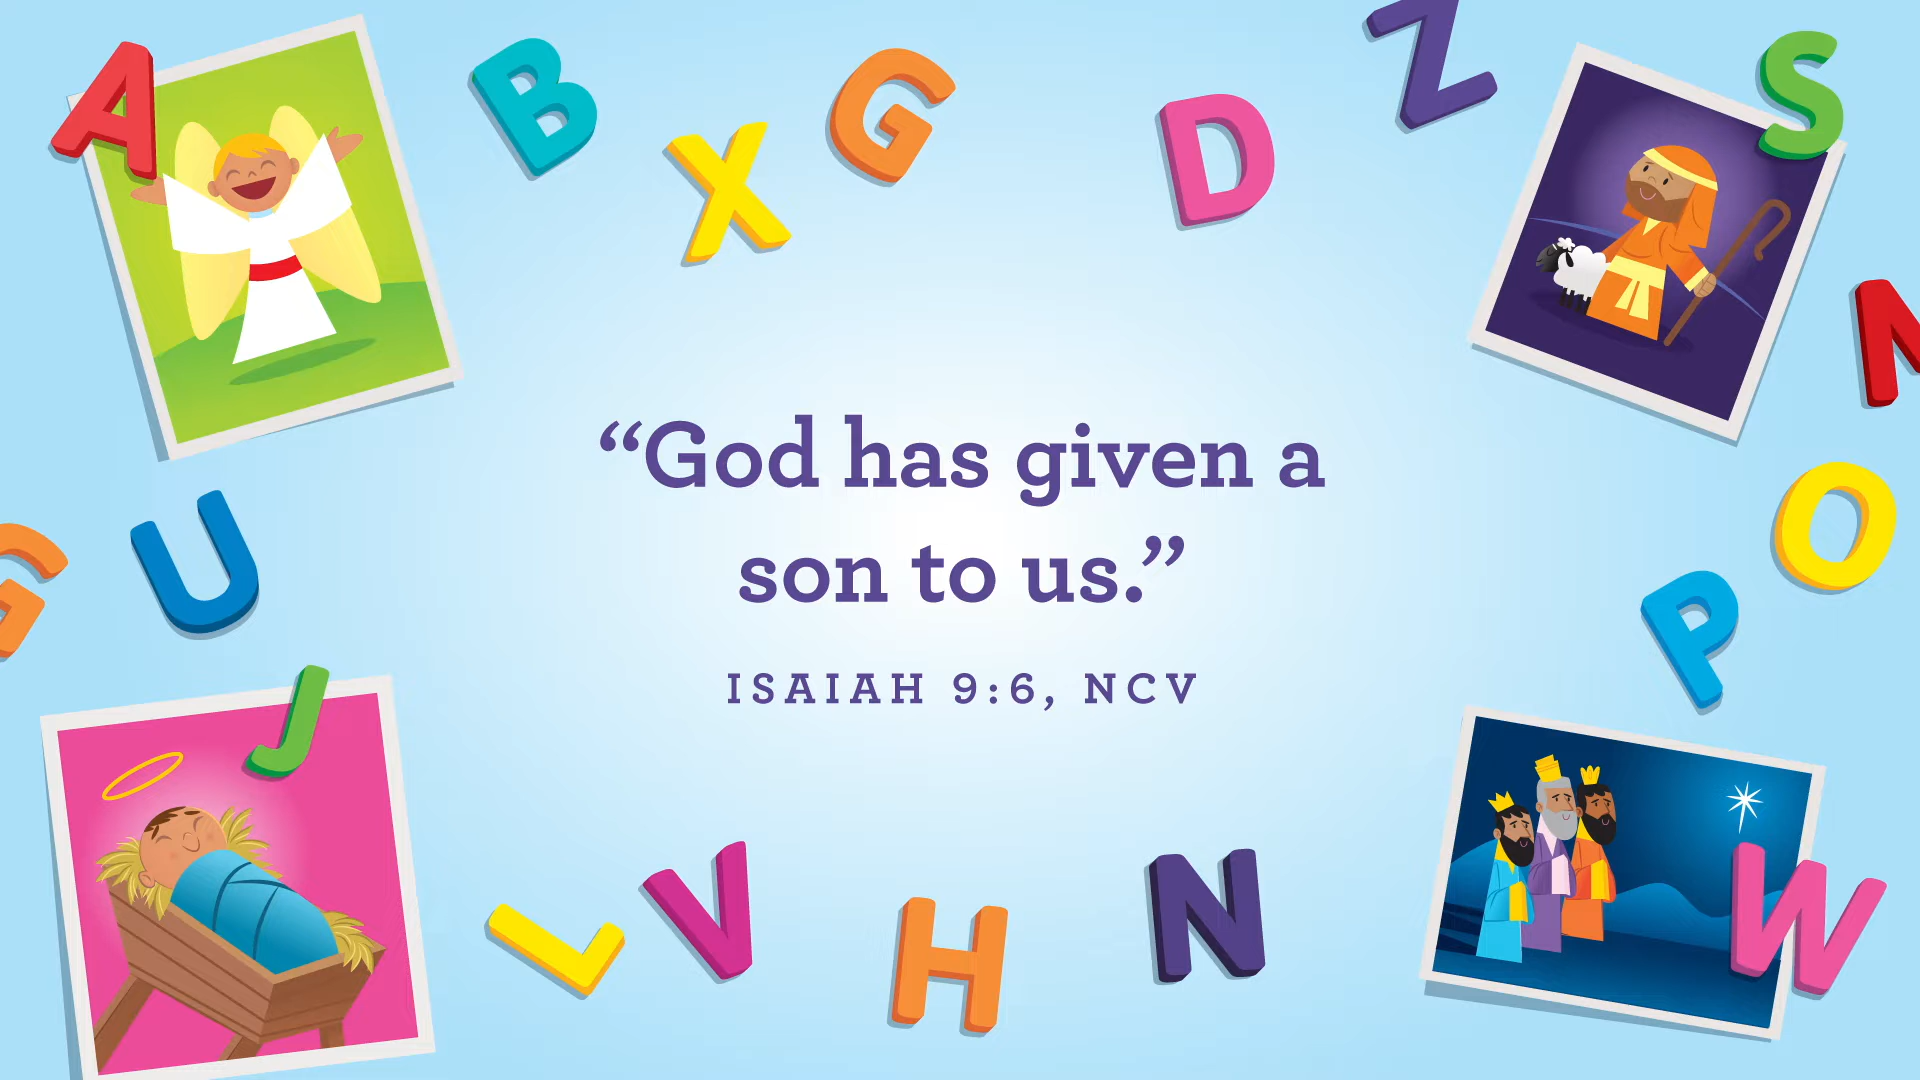 A
B
X
G
D
Z
S
N
“God has given a
son to us.”
ISAIAH 9:6, NCV
G
U
O
P
J
L
V
H
N
W